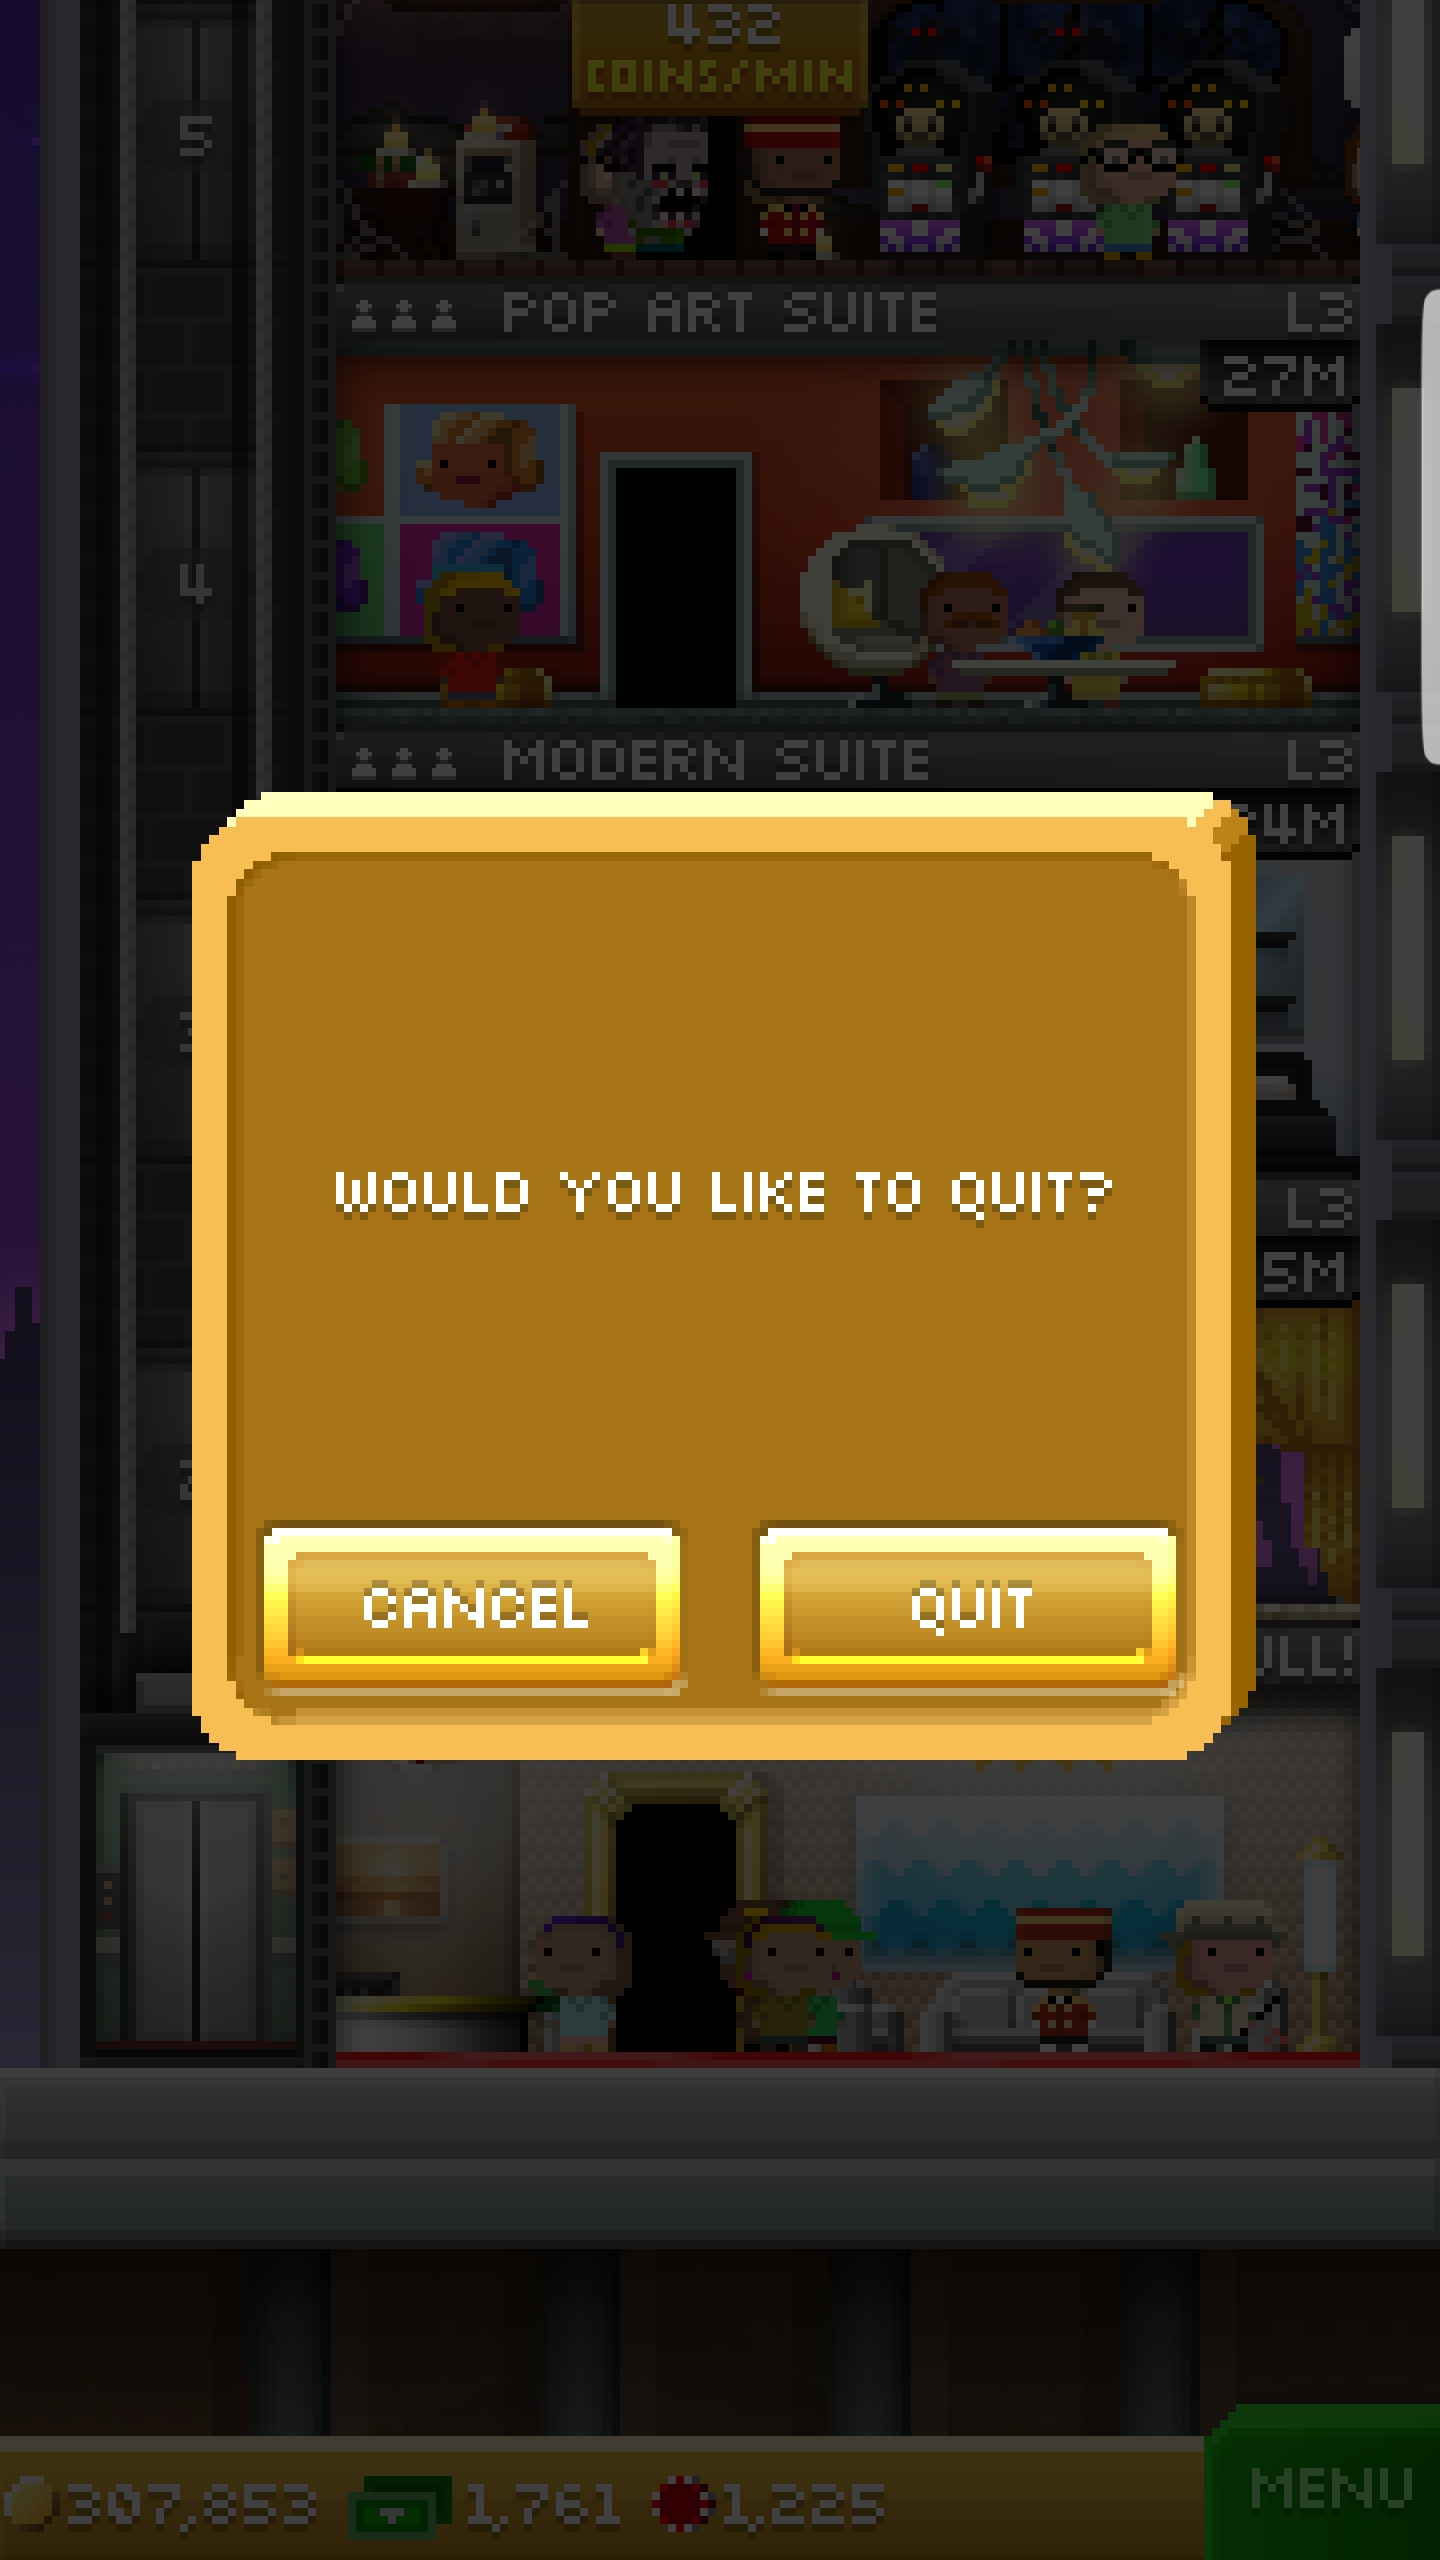 432
COINS/MIN
5
POP ART SUITE L3
27M
4
MODERN SUITE L3
4M
WOULD YOU LIKE TO QUIT?
L3
5M
CANCEL QUIT
ULL!
307,853 1,761 1,225 MENU